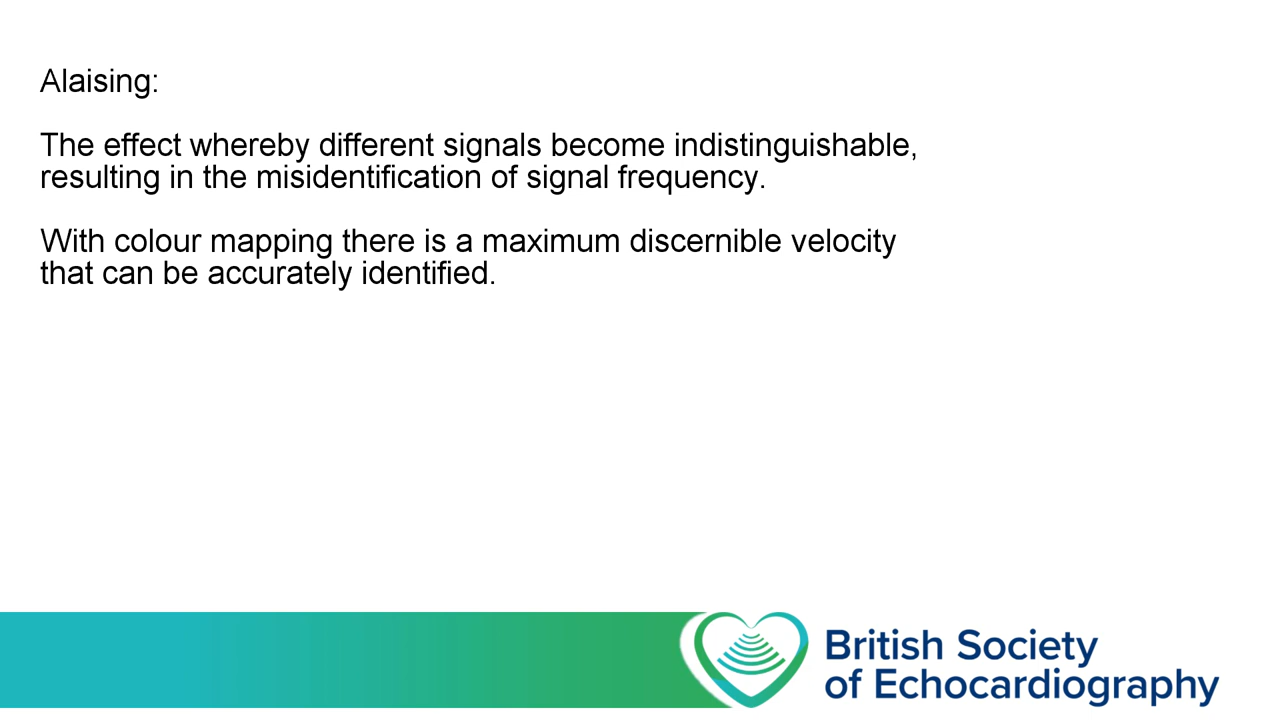 Alaising:
The effect whereby different signals become indistinguishable,
resulting in the misidentification of signal frequency.
With colour mapping there is a maximum discernible velocity
that can be accurately identified.
British Society
of Echocardiography